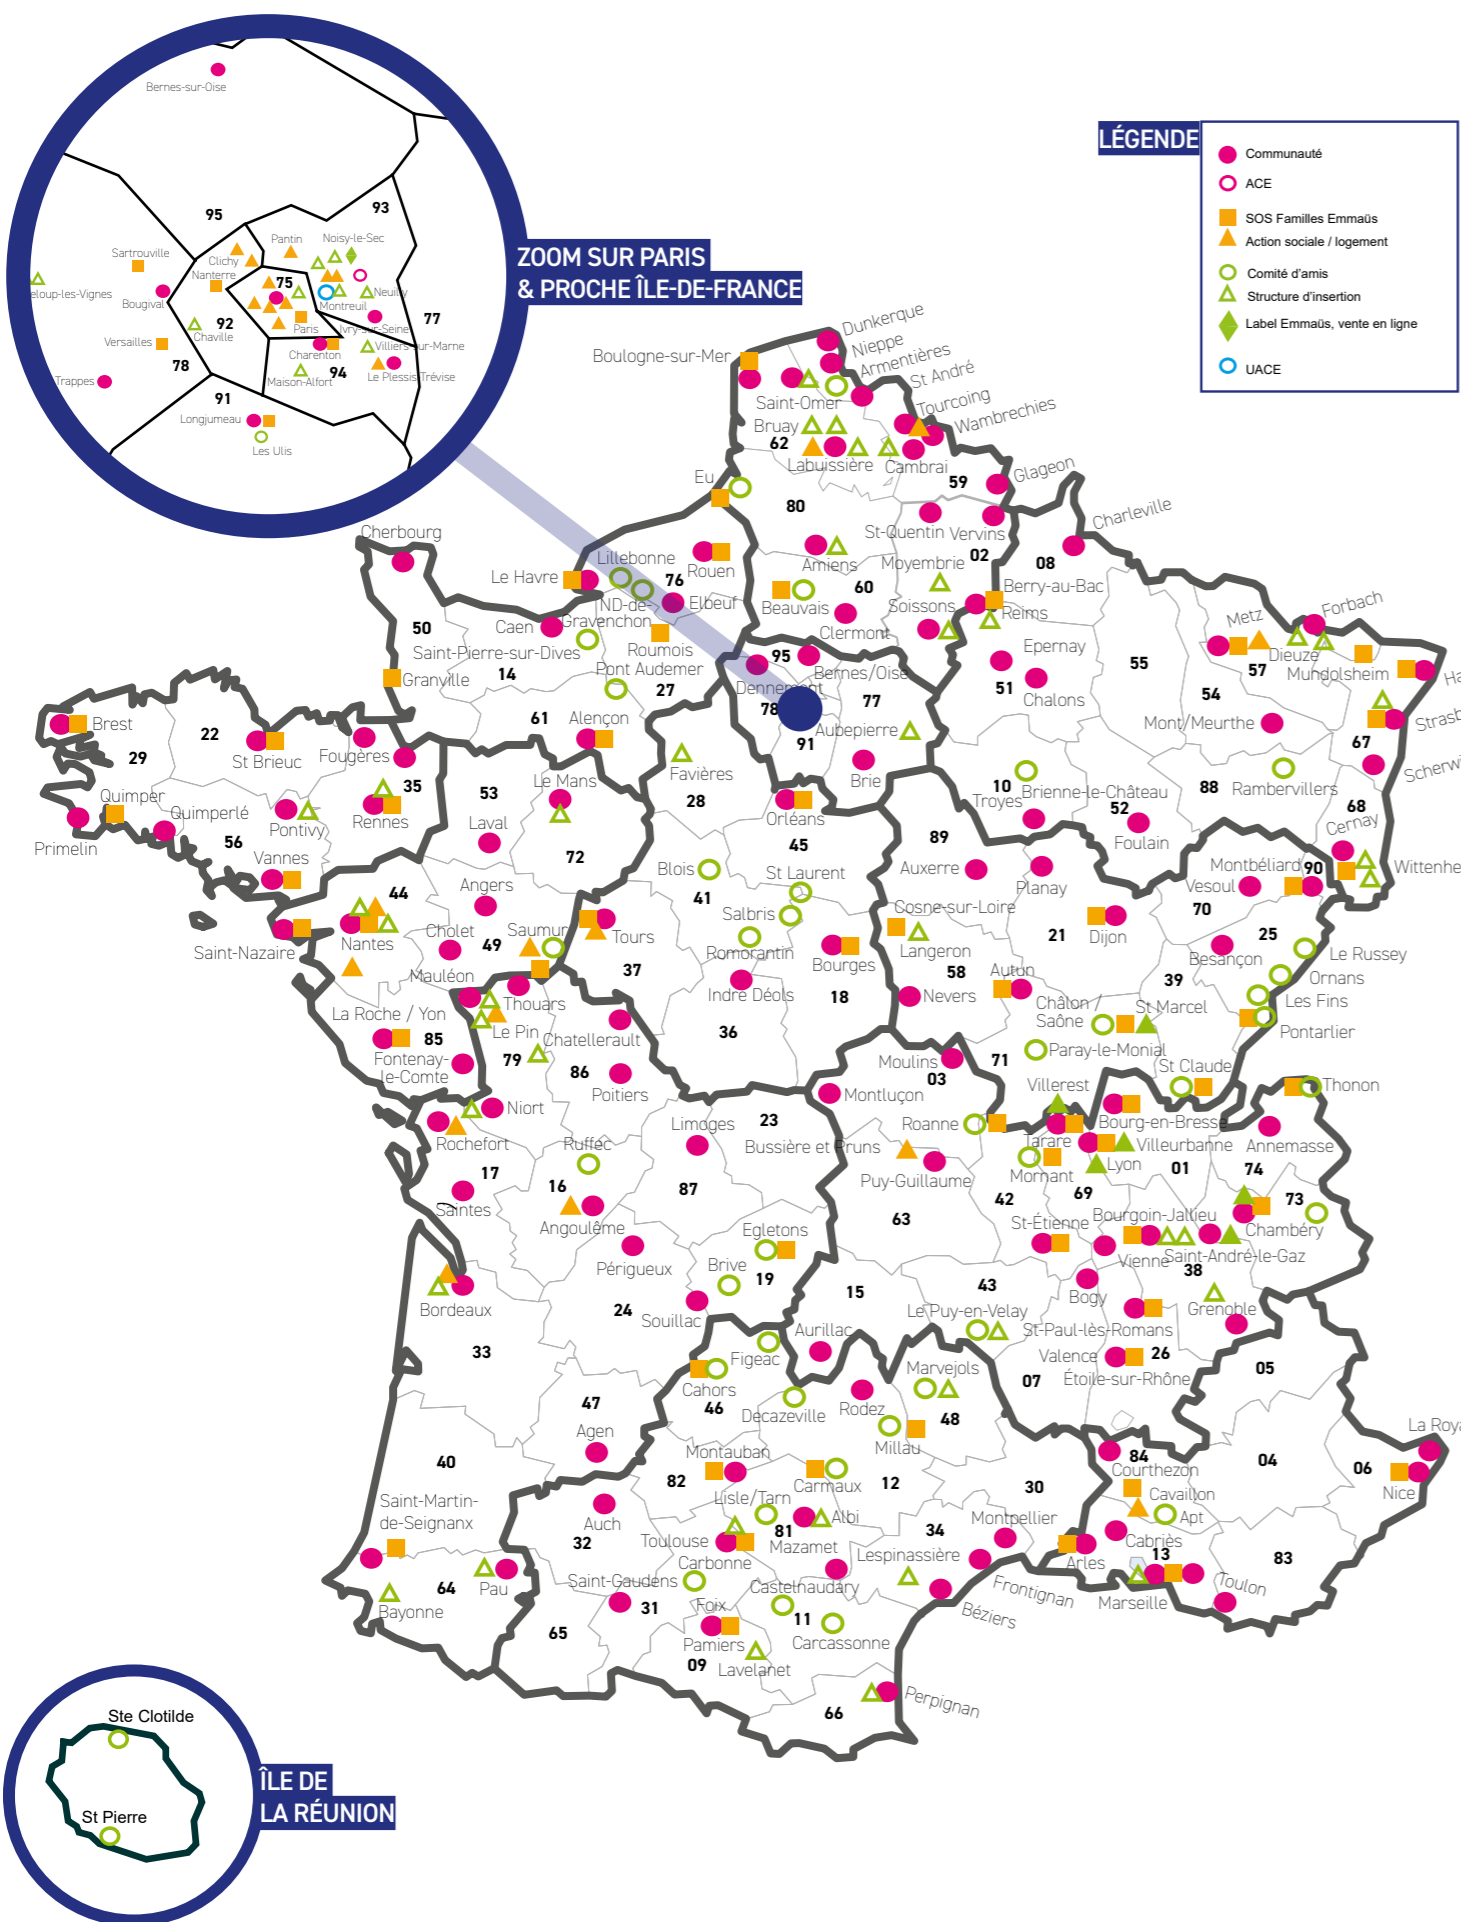 Bernes-sur-Oise
95
93
Sartrouville
Pantin
Noisy-le-Sec
Clichy
Nanterre
75
eloup-les-Vignes
Bougival
Montreuil
Neuilly
92
Paris
Ivry-sur-Seine
77
Chaville
Versailles
Charenton
Villiers-sur-Marne
78
Maison-Alfort
94
Le Plessis-Trévise
Trappes
91
Longjumeau
Les Ulis
ZOOM SUR PARIS
& PROCHE ÎLE-DE-FRANCE
LÉGENDE
Communauté
ACE
SOS Familles Emmaüs
Action sociale / logement
Comité d'amis
Structure d'insertion
Label Emmaüs, vente en ligne
UACE
Dunkerque
Boulogne-sur-Mer
Nieppe
Armentières
St André
Saint-Omer
Tourcoing
Wambrechies
Bruay
62
Labuissière
Cambrai
Glageon
59
Eu
80
Charleville
St-Quentin
Vervins
Cherbourg
Lillebonne
Rouen
Amiens
Moyembrie
02
08
Le Havre
76
60
Berry-au-Bac
Beauvais
Soissons
Reims
ND-de-
Gravenchon
Elbeuf
Clermont
Metz
Forbach
50
Caen
Saint-Pierre-sur-Dives
Roumois
95
Epernay
Dieuze
Pont Audemer
Bernes/Oise
55
57
Mundolsheim
Granville
14
27
Dennemont
51
Chalons
54
Ha
78
77
61
Alençon
Mont/Meurthe
Strasb
Brest
22
Aubepierre
67
29
St Brieuc
Fougères
91
Favières
Brie
Scherwi
35
Le Mans
10
Brienne-le-Château
88
Rambervillers
Quimper
Quimperlé
53
28
Orléans
Troyes
52
68
Pontivy
Rennes
Laval
Foulain
Cernay
Primelin
56
72
45
89
Vannes
Blois
St Laurent
Auxerre
Planay
Montbéliard
90
Wittenhe
44
Angers
41
Vesoul
Salbris
Cosne-sur-Loire
70
Cholet
Saumur
Tours
Romorantin
21
Dijon
25
Saint-Nazaire
Nantes
49
Langeron
Besançon
Le Russey
37
Bourges
58
Mauléon
Autun
39
Ornans
Thouars
Indre Déols
18
Nevers
Châlon /
Saône
St Marcel
Les Fins
La Roche / Yon
Le Pin
Chatellerault
36
Pontarlier
85
Fontenay-
le-Comte
79
86
Moulins
71
Paray-le-Monial
St Claude
Poitiers
03
Villerest
Thonon
Niort
Montluçon
Rochefort
Ruffec
Limoges
23
Roanne
Tarare
Bourg-en-Bresse
Bussière et Pruns
Villeurbanne
Annemasse
17
Puy-Guillaume
Mornant
Lyon
01
74
Saintes
16
87
42
69
73
Angoulême
63
St-Étienne
Bourgoin-Jallieu
Chambéry
Egletons
Vienne
Saint-André-le-Gaz
Périgueux
Brive
38
19
15
43
Bogy
Bordeaux
24
Souillac
Le Puy-en-Velay
Grenoble
Aurillac
St-Paul-lès-Romans
33
Figeac
Valence
26
Marvejols
Étoile-sur-Rhône
05
Cahors
07
47
46
Decazeville
Rodez
48
Agen
Millau
La Roya
Montauban
84
40
82
Carmaux
12
Courthezon
04
06
Nice
Saint-Martin-
de-Seignanx
Lisle/Tarn
30
Cavaillon
Auch
Albi
Montpellier
Apt
81
34
32
Toulouse
Mazamet
Cabriès
Carbonne
Lespinassière
Arles
13
83
Saint-Gaudens
Castelnaudary
Frontignan
Toulon
64
Pau
Marseille
Bayonne
31
Foix
11
Béziers
65
Pamiers
Carcassonne
09
Lavelanet
66
Perpignan
Ste Clotilde
St Pierre
ÎLE DE
LA RÉUNION